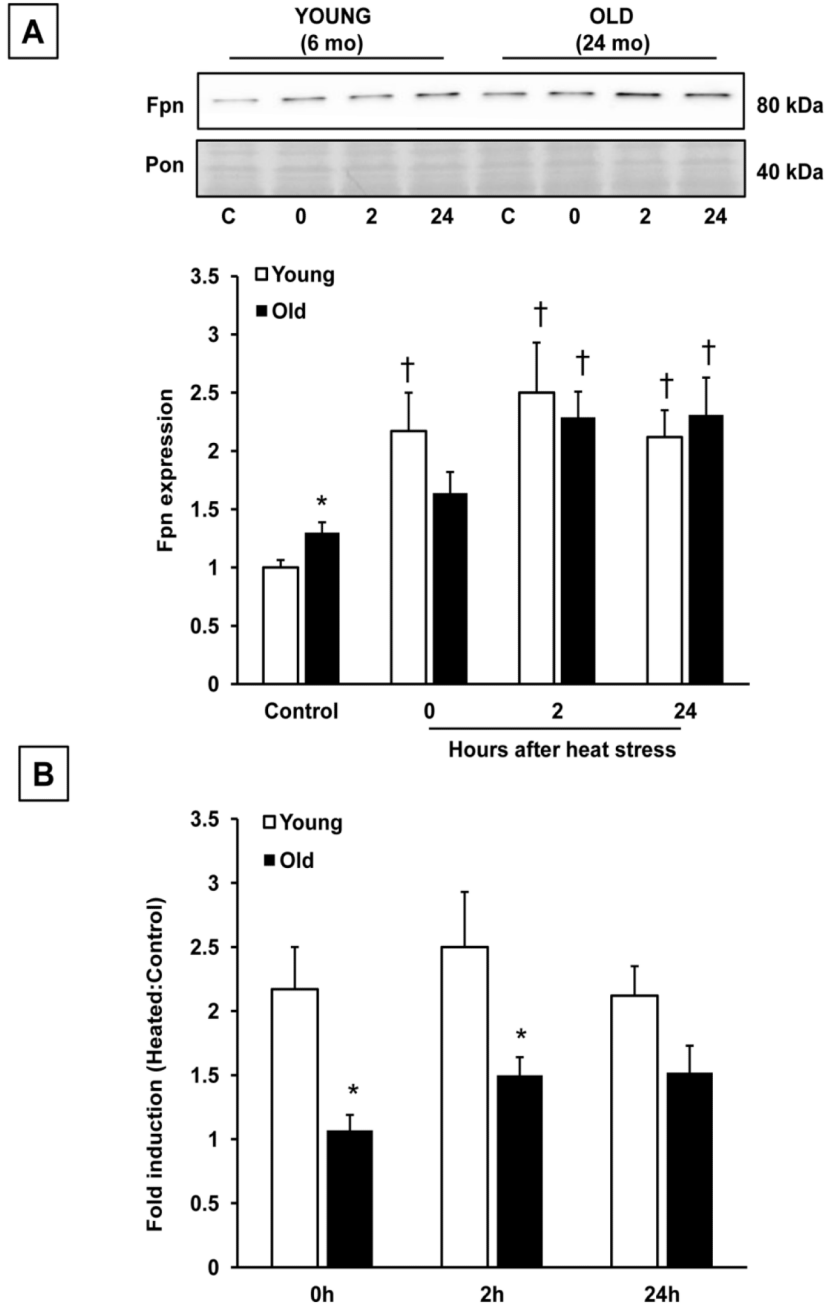 A
YOUNG
(6 mo)
OLD
(24 mo)
Fpn
80 kDa
Pon
40 kDa
C 0 2 24 C 0 2 24
Young
Old
Fpn expression
3.5
3
2.5
2
1.5
1
0.5
0
†
†
†
†
†
*
Control 0 2 24
Hours after heat stress
B
Young
Old
Fold induction (Heated:Control)
3.5
3
2.5
2
1.5
1
0.5
0
*
*
0h 2h 24h